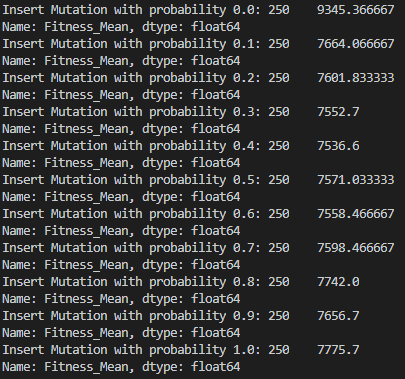 Insert Mutation with probability 0.0: 250    9345.366667
Name: Fitness_Mean, dtype: float64
Insert Mutation with probability 0.1: 250    7664.066667
Name: Fitness_Mean, dtype: float64
Insert Mutation with probability 0.2: 250    7601.833333
Name: Fitness_Mean, dtype: float64
Insert Mutation with probability 0.3: 250    7552.7
Name: Fitness_Mean, dtype: float64
Insert Mutation with probability 0.4: 250    7536.6
Name: Fitness_Mean, dtype: float64
Insert Mutation with probability 0.5: 250    7571.033333
Name: Fitness_Mean, dtype: float64
Insert Mutation with probability 0.6: 250    7558.466667
Name: Fitness_Mean, dtype: float64
Insert Mutation with probability 0.7: 250    7598.466667
Name: Fitness_Mean, dtype: float64
Insert Mutation with probability 0.8: 250    7742.0
Name: Fitness_Mean, dtype: float64
Insert Mutation with probability 0.9: 250    7656.7
Name: Fitness_Mean, dtype: float64
Insert Mutation with probability 1.0: 250    7775.7
Name: Fitness_Mean, dtype: float64